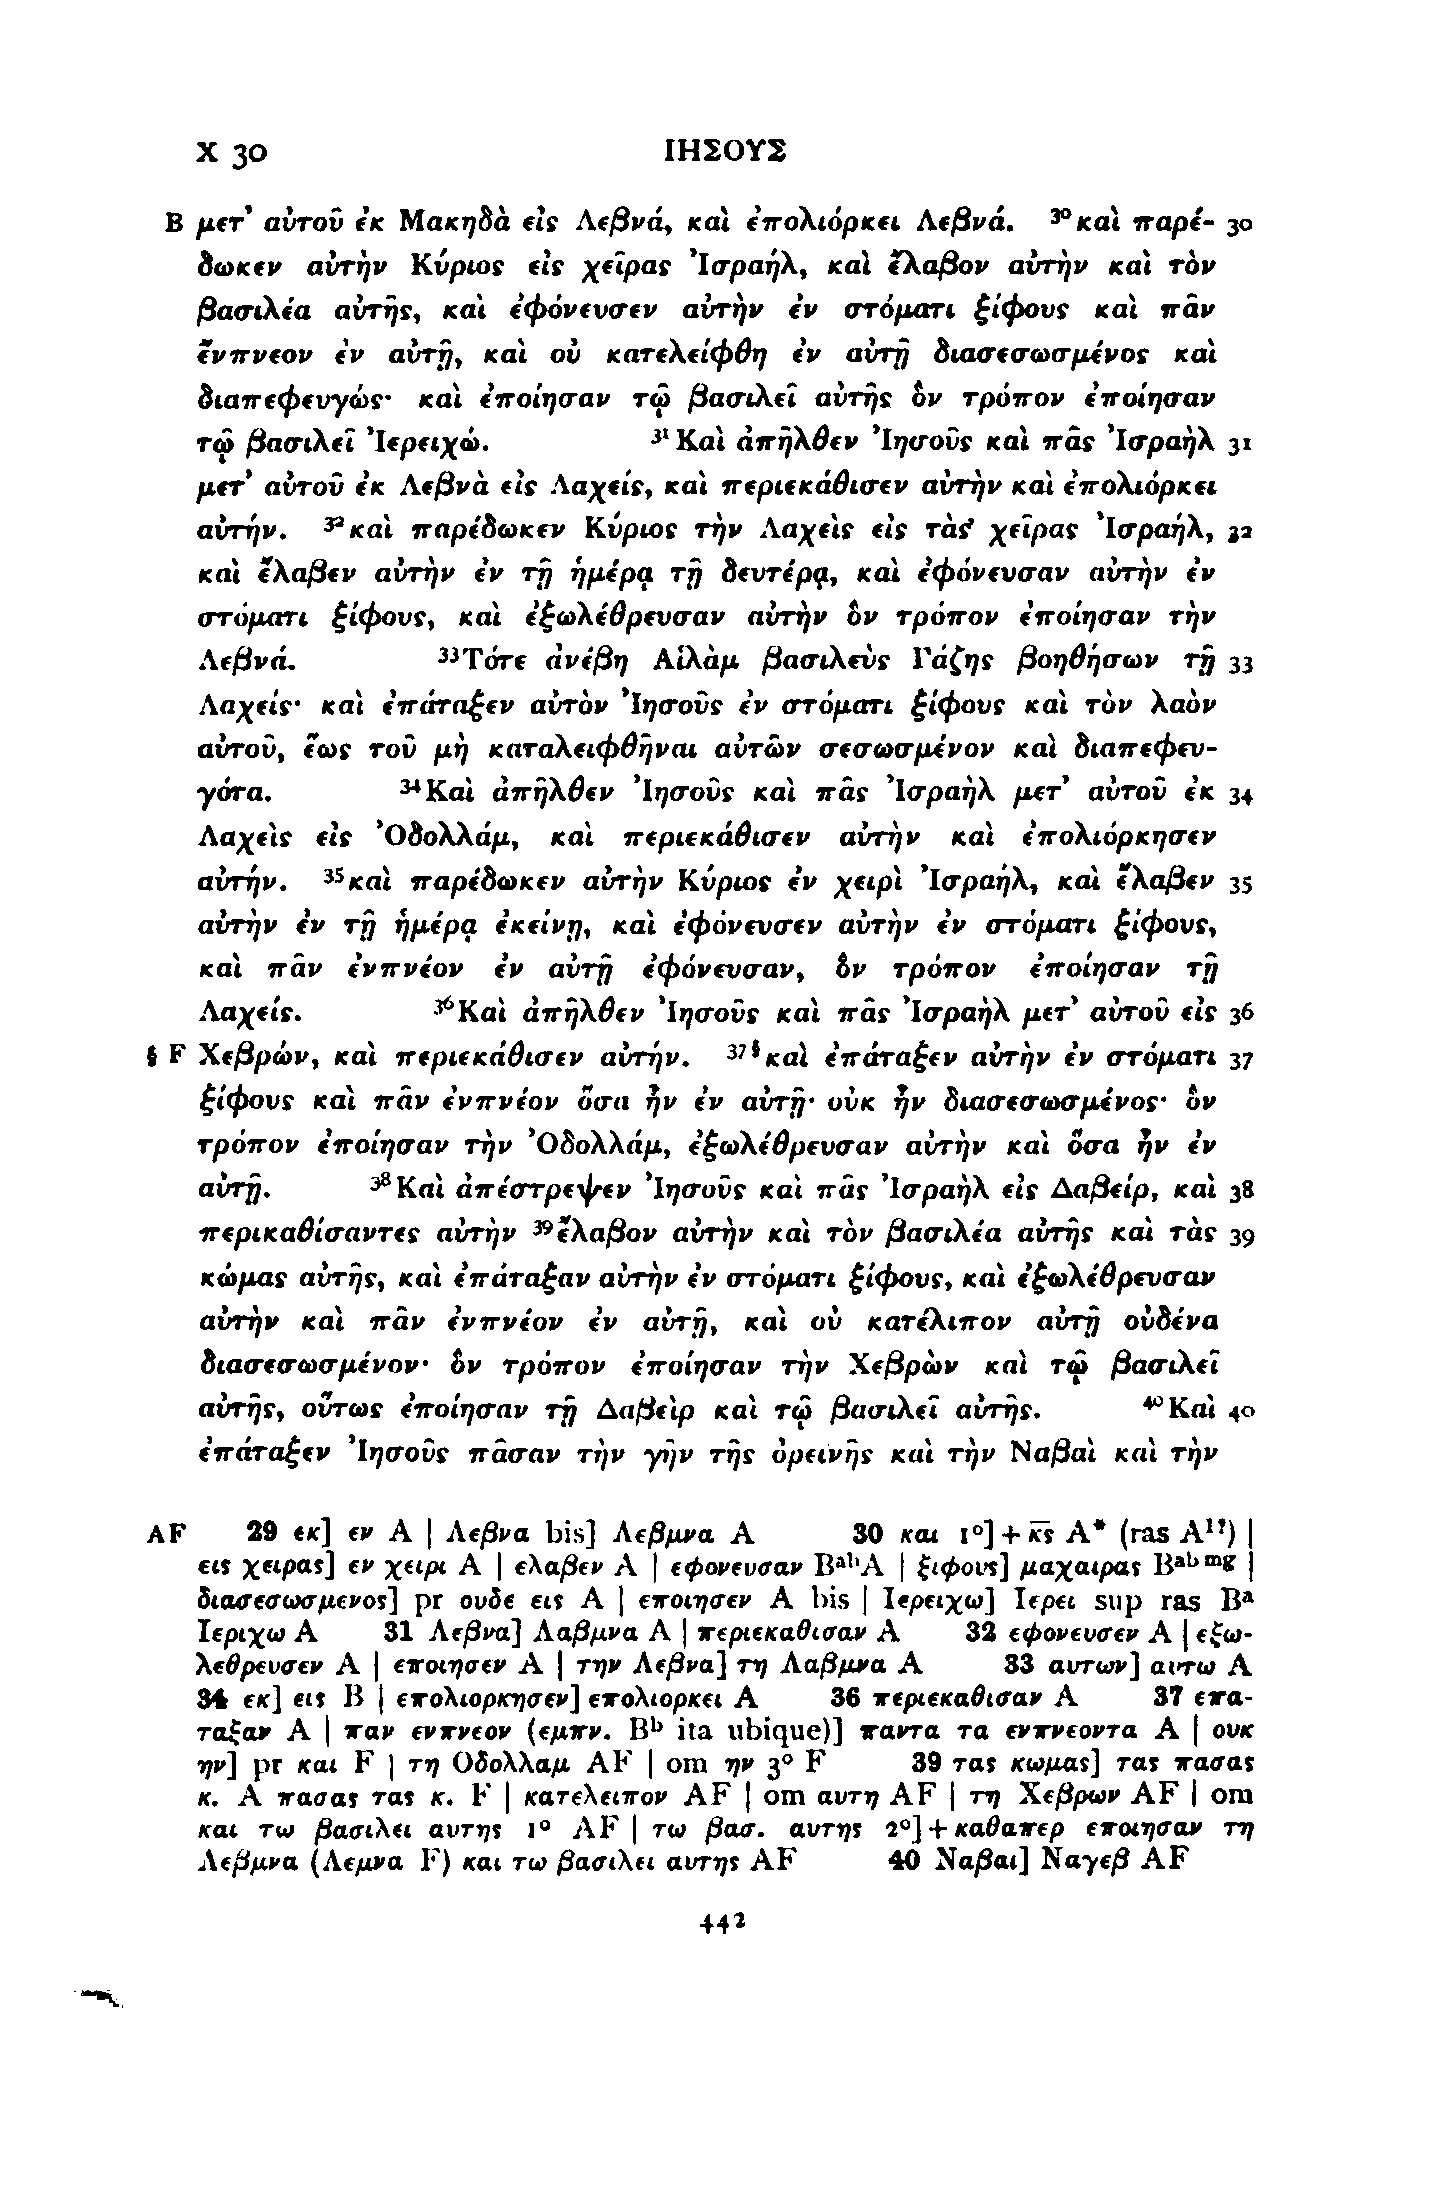 X 30 ΙΗΣΟΥΣ
B μετ' αὐτοῦ ἐκ Μακηδὰ εἰς Λεβνά, καὶ ἐπολιόρκει Λεβνά. ³⁰καὶ παρέ- 30
δωκεν αὐτὴν Κύριος εἰς χεῖρας Ἰσραήλ, καὶ ἔλαβον αὐτὴν καὶ τὸν
βασιλέα αὐτῆς, καὶ ἐφόνευσεν αὐτὴν ἐν στόματι ξίφους καὶ πᾶν
ἔνπνεον ἐν αὐτῇ, καὶ οὐ κατελείφθη ἐν αὐτῇ διασεσωσμένος καὶ
διαπεφευγώς· καὶ ἐποίησαν τῷ βασιλεῖ αὐτῆς ὃν τρόπον ἐποίησαν
τῷ βασιλεῖ Ἰερειχώ. ³¹Καὶ ἀπῆλθεν Ἰησοῦς καὶ πᾶς Ἰσραὴλ 31
μετ' αὐτοῦ ἐκ Λεβνὰ εἰς Λαχείς, καὶ περιεκάθισεν αὐτὴν καὶ ἐπολιόρκει
αὐτήν. ³²καὶ παρέδωκεν Κύριος τὴν Λαχεὶς εἰς τὰς χεῖρας Ἰσραήλ, 32
καὶ ἔλαβεν αὐτὴν ἐν τῇ ἡμέρᾳ τῇ δευτέρᾳ, καὶ ἐφόνευσαν αὐτὴν ἐν
στόματι ξίφους, καὶ ἐξωλέθρευσαν αὐτὴν ὃν τρόπον ἐποίησαν τὴν
Λεβνά. ³³Τότε ἀνέβη Αἰλὰμ βασιλεὺς Γάζης βοηθήσων τῇ 33
Λαχείς· καὶ ἐπάταξεν αὐτὸν Ἰησοῦς ἐν στόματι ξίφους καὶ τὸν λαὸν
αὐτοῦ, ἕως τοῦ μὴ καταλειφθῆναι αὐτῶν σεσωσμένον καὶ διαπεφευ-
γότα. ³⁴Καὶ ἀπῆλθεν Ἰησοῦς καὶ πᾶς Ἰσραὴλ μετ' αὐτοῦ ἐκ 34
Λαχεὶς εἰς Ὀδολλάμ, καὶ περιεκάθισεν αὐτὴν καὶ ἐπολιόρκησεν
αὐτήν. ³⁵καὶ παρέδωκεν αὐτὴν Κύριος ἐν χειρὶ Ἰσραήλ, καὶ ἔλαβεν 35
αὐτὴν ἐν τῇ ἡμέρᾳ ἐκείνῃ, καὶ ἐφόνευσεν αὐτὴν ἐν στόματι ξίφους,
καὶ πᾶν ἐνπνέον ἐν αὐτῇ ἐφόνευσαν, ὃν τρόπον ἐποίησαν τῇ
Λαχείς. ³⁶Καὶ ἀπῆλθεν Ἰησοῦς καὶ πᾶς Ἰσραὴλ μετ' αὐτοῦ εἰς 36
§ F Χεβρών, καὶ περιεκάθισεν αὐτήν. ³⁷§καὶ ἐπάταξεν αὐτὴν ἐν στόματι 37
ξίφους καὶ πᾶν ἐνπνέον ὅσα ἦν ἐν αὐτῇ· οὐκ ἦν διασεσωσμένος· ὃν
τρόπον ἐποίησαν τὴν Ὀδολλάμ, ἐξωλέθρευσαν αὐτὴν καὶ ὅσα ἦν ἐν
αὐτῇ. ³⁸Καὶ ἀπέστρεψεν Ἰησοῦς καὶ πᾶς Ἰσραὴλ εἰς Δαβείρ, καὶ 38
περικαθίσαντες αὐτὴν ³⁹ἔλαβον αὐτὴν καὶ τὸν βασιλέα αὐτῆς καὶ τὰς 39
κώμας αὐτῆς, καὶ ἐπάταξαν αὐτὴν ἐν στόματι ξίφους, καὶ ἐξωλέθρευσαν
αὐτὴν καὶ πᾶν ἐνπνέον ἐν αὐτῇ, καὶ οὐ κατέλιπον αὐτῇ οὐδένα
διασεσωσμένον· ὃν τρόπον ἐποίησαν τὴν Χεβρὼν καὶ τῷ βασιλεῖ
αὐτῆς, οὕτως ἐποίησαν τῇ Δαβεὶρ καὶ τῷ βασιλεῖ αὐτῆς. ⁴⁰Καὶ 40
ἐπάταξεν Ἰησοῦς πᾶσαν τὴν γῆν τῆς ὀρεινῆς καὶ τὴν Ναβαὶ καὶ τὴν
AF 29 εκ] εν A | Λεβνα bis] Λεβμνα A 30 και 1°] + κ̅ς̅ A* (ras A¹ᵎ) |
εις χειρας] εν χειρι A | ελαβεν A | εφονευσαν BᵃᵇA | ξιφους] μαχαιρας Bᵃᵇᵐᵍ |
διασεσωσμενος] pr ουδε εις A | εποιησεν A bis | Ιερειχω] Ιερει sup ras Bᵃ
Ιεριχω A 31 Λεβνα] Λαβμνα A | περιεκαθισαν A 32 εφονευσεν A | εξω-
λεθρευσεν A | εποιησεν A | την Λεβνα] τη Λαβμνα A 33 αυτων] αυτω A
34 εκ] εις B | επολιορκησεν] επολιορκει A 36 περιεκαθισαν A 37 επα-
ταξαν A | παν ενπνεον (εμπν. Bᵇ ita ubique)] παντα τα ενπνεοντα A | ουκ
ην] pr και F | τη Οδολλαμ AF | om ην 3° F 39 τας κωμας] τας πασας
κ. A πασας τας κ. F | κατελειπον AF | om αυτη AF | τη Χεβρων AF | om
και τω βασιλει αυτης 1° AF | τω βασ. αυτης 2°] + καθαπερ εποιησαν τη
Λεβμνα (Λεμνα F) και τω βασιλει αυτης AF 40 Ναβαι] Ναγεβ AF
442